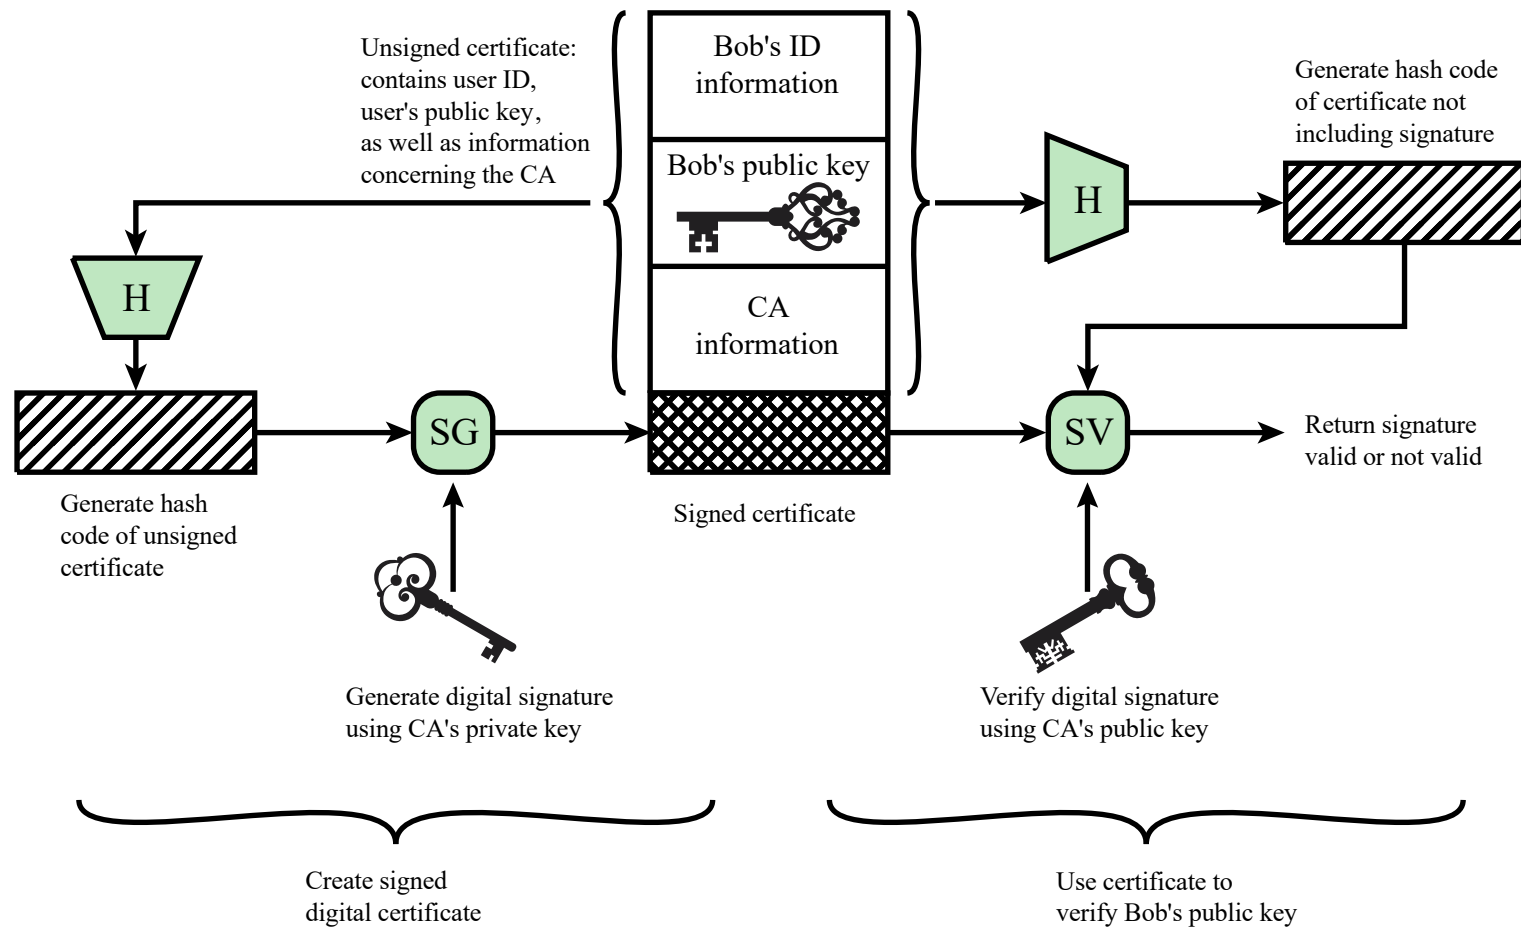 Unsigned certificate:
contains user ID,
user's public key,
as well as information
concerning the CA
Bob's ID
information
Bob's public key
CA
information
H
Generate hash code
of certificate not
including signature
H
SG
SV
Return signature
valid or not valid
Generate hash
code of unsigned
certificate
Signed certificate
Generate digital signature
using CA's private key
Verify digital signature
using CA's public key
Create signed
digital certificate
Use certificate to
verify Bob's public key